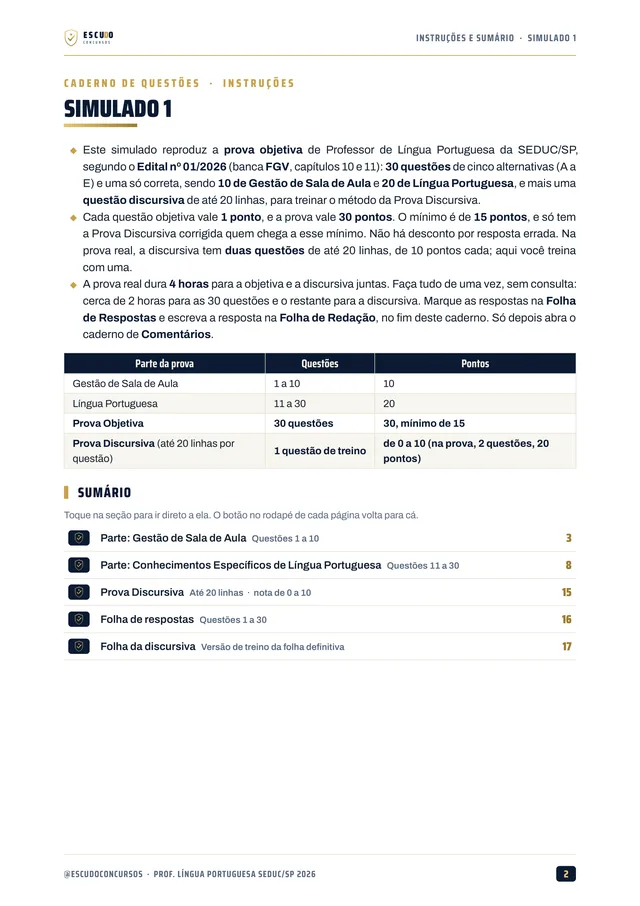 ESCUDO
CONCURSOS
INSTRUÇÕES E SUMÁRIO · SIMULADO 1
CADERNO DE QUESTÕES · INSTRUÇÕES
SIMULADO 1
Este simulado reproduz a prova objetiva de Professor de Língua Portuguesa da SEDUC/SP,
segundo o Edital nº 01/2026 (banca FGV, capítulos 10 e 11): 30 questões de cinco alternativas (A a
E) e uma só correta, sendo 10 de Gestão de Sala de Aula e 20 de Língua Portuguesa, e mais uma
questão discursiva de até 20 linhas, para treinar o método da Prova Discursiva.
Cada questão objetiva vale 1 ponto, e a prova vale 30 pontos. O mínimo é de 15 pontos, e só tem
a Prova Discursiva corrigida quem chega a esse mínimo. Não há desconto por resposta errada. Na
prova real, a discursiva tem duas questões de até 20 linhas, de 10 pontos cada; aqui você treina
com uma.
A prova real dura 4 horas para a objetiva e a discursiva juntas. Faça tudo de uma vez, sem consulta:
cerca de 2 horas para as 30 questões e o restante para a discursiva. Marque as respostas na Folha
de Respostas e escreva a resposta na Folha de Redação, no fim deste caderno. Só depois abra o
caderno de Comentários.
Parte da prova Questões Pontos
Gestão de Sala de Aula 1 a 10 10
Língua Portuguesa 11 a 30 20
Prova Objetiva 30 questões 30, mínimo de 15
Prova Discursiva (até 20 linhas por
questão) 1 questão de treino de 0 a 10 (na prova, 2 questões, 20
pontos)
SUMÁRIO
Toque na seção para ir direto a ela. O botão no rodapé de cada página volta para cá.
Parte: Gestão de Sala de Aula Questões 1 a 10 3
Parte: Conhecimentos Específicos de Língua Portuguesa Questões 11 a 30 8
Prova Discursiva Até 20 linhas · nota de 0 a 10 15
Folha de respostas Questões 1 a 30 16
Folha da discursiva Versão de treino da folha definitiva 17
@ESCUDOCONCURSOS · PROF. LÍNGUA PORTUGUESA SEDUC/SP 2026
2